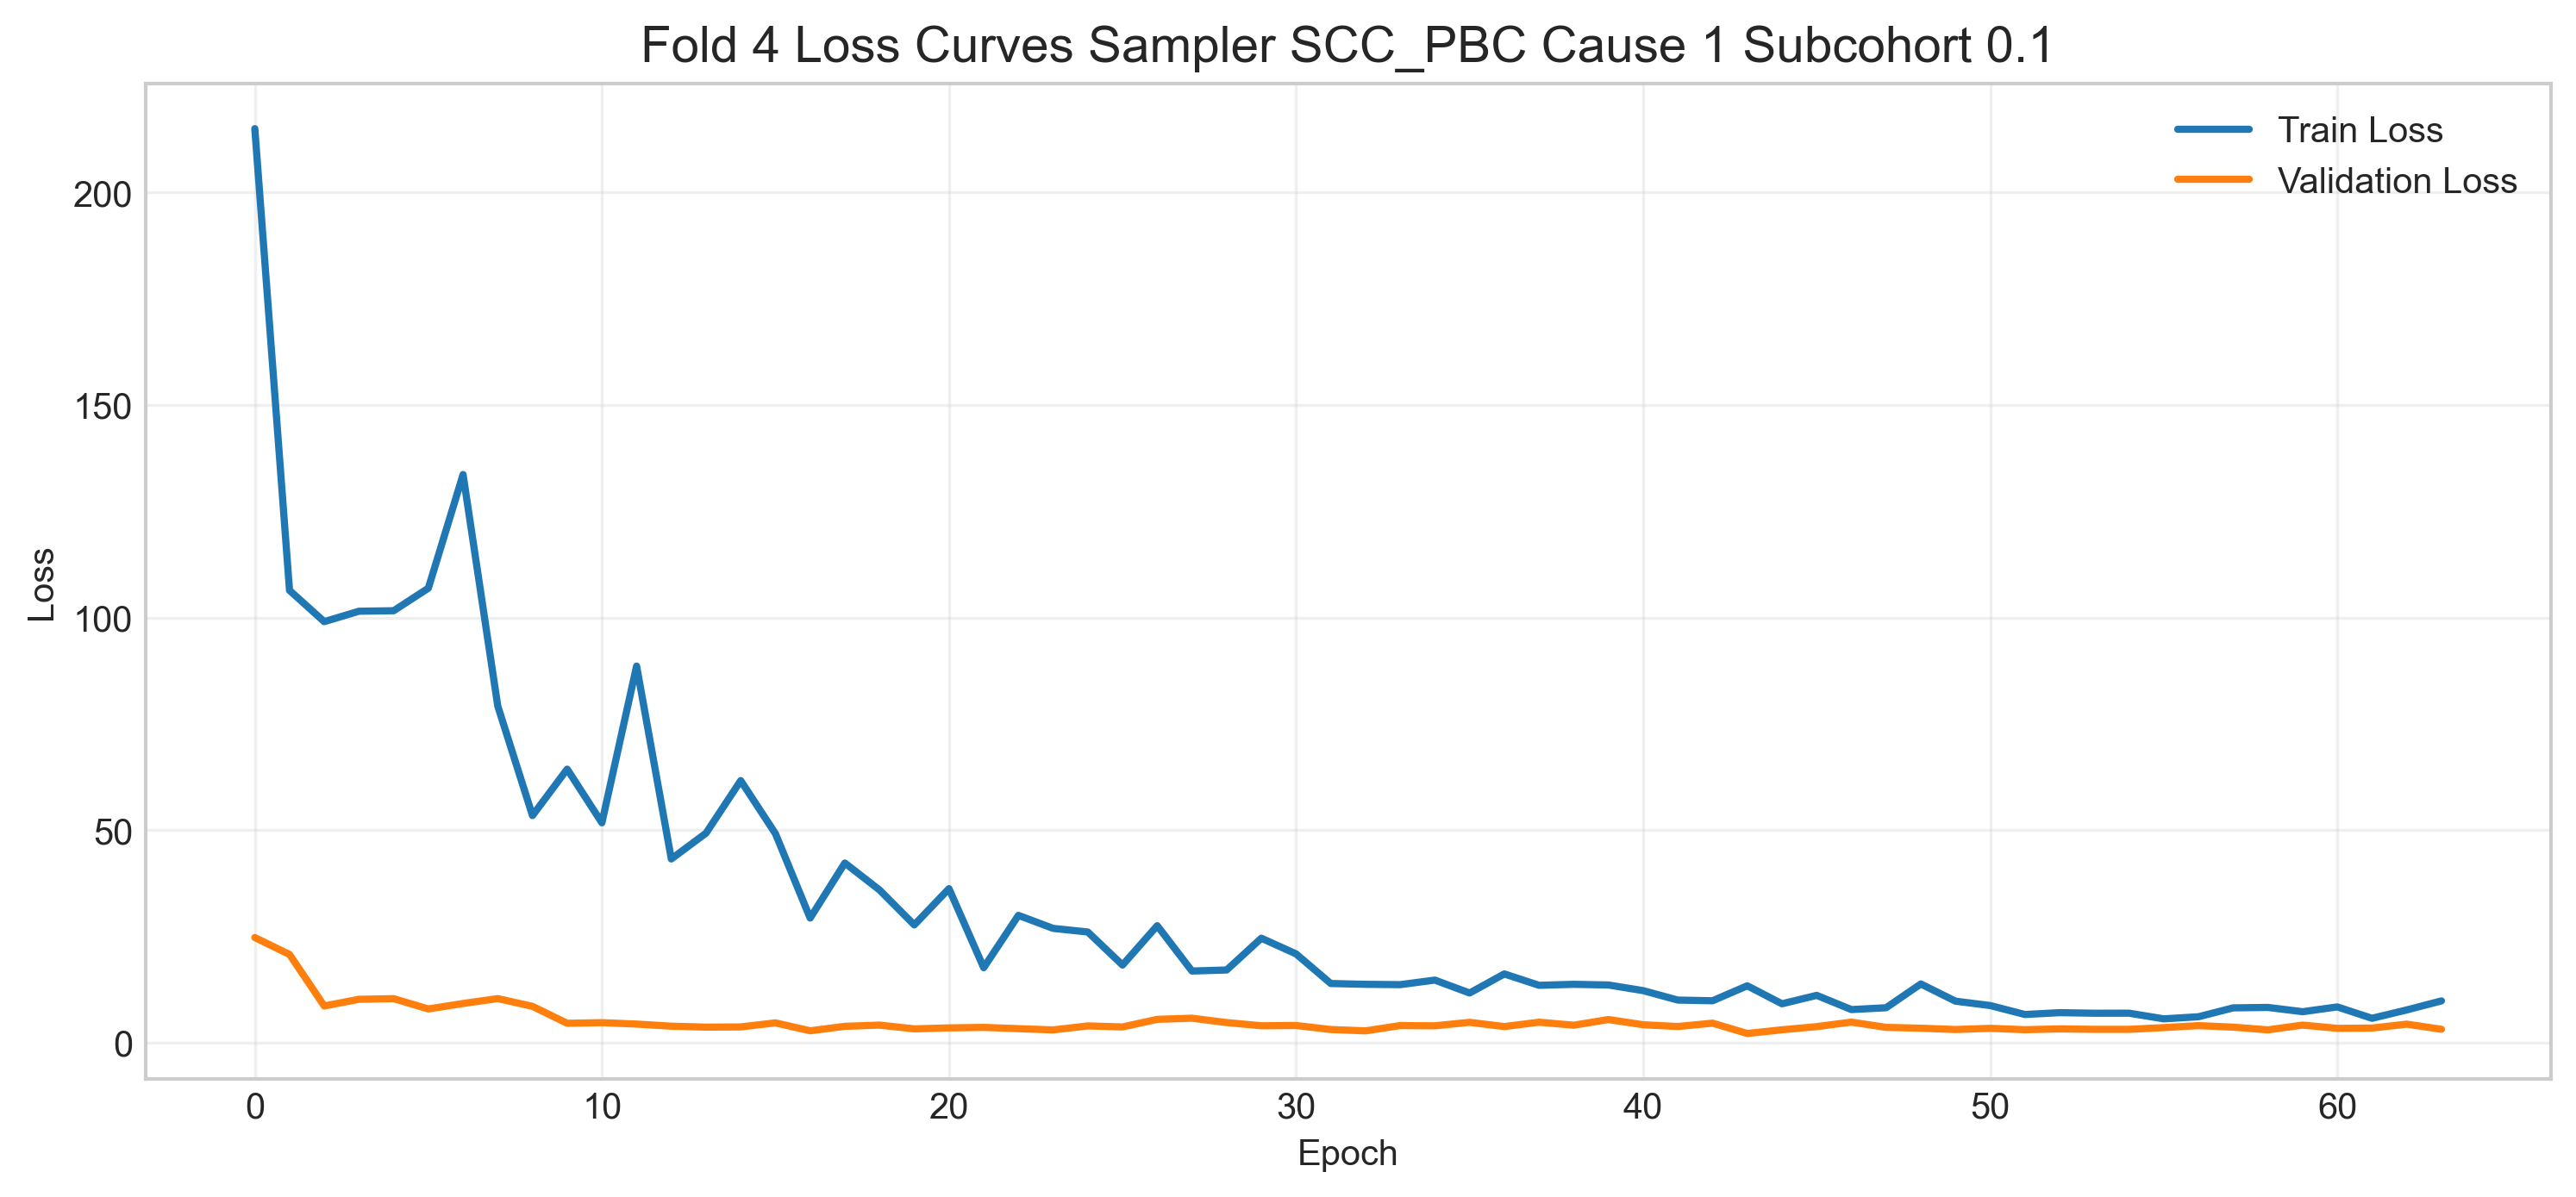 Fold 4 Loss Curves Sampler SCC_PBC Cause 1 Subcohort 0.1
Train Loss
Validation Loss
200
150
100
50
0
Loss
0 10 20 30 40 50 60
Epoch